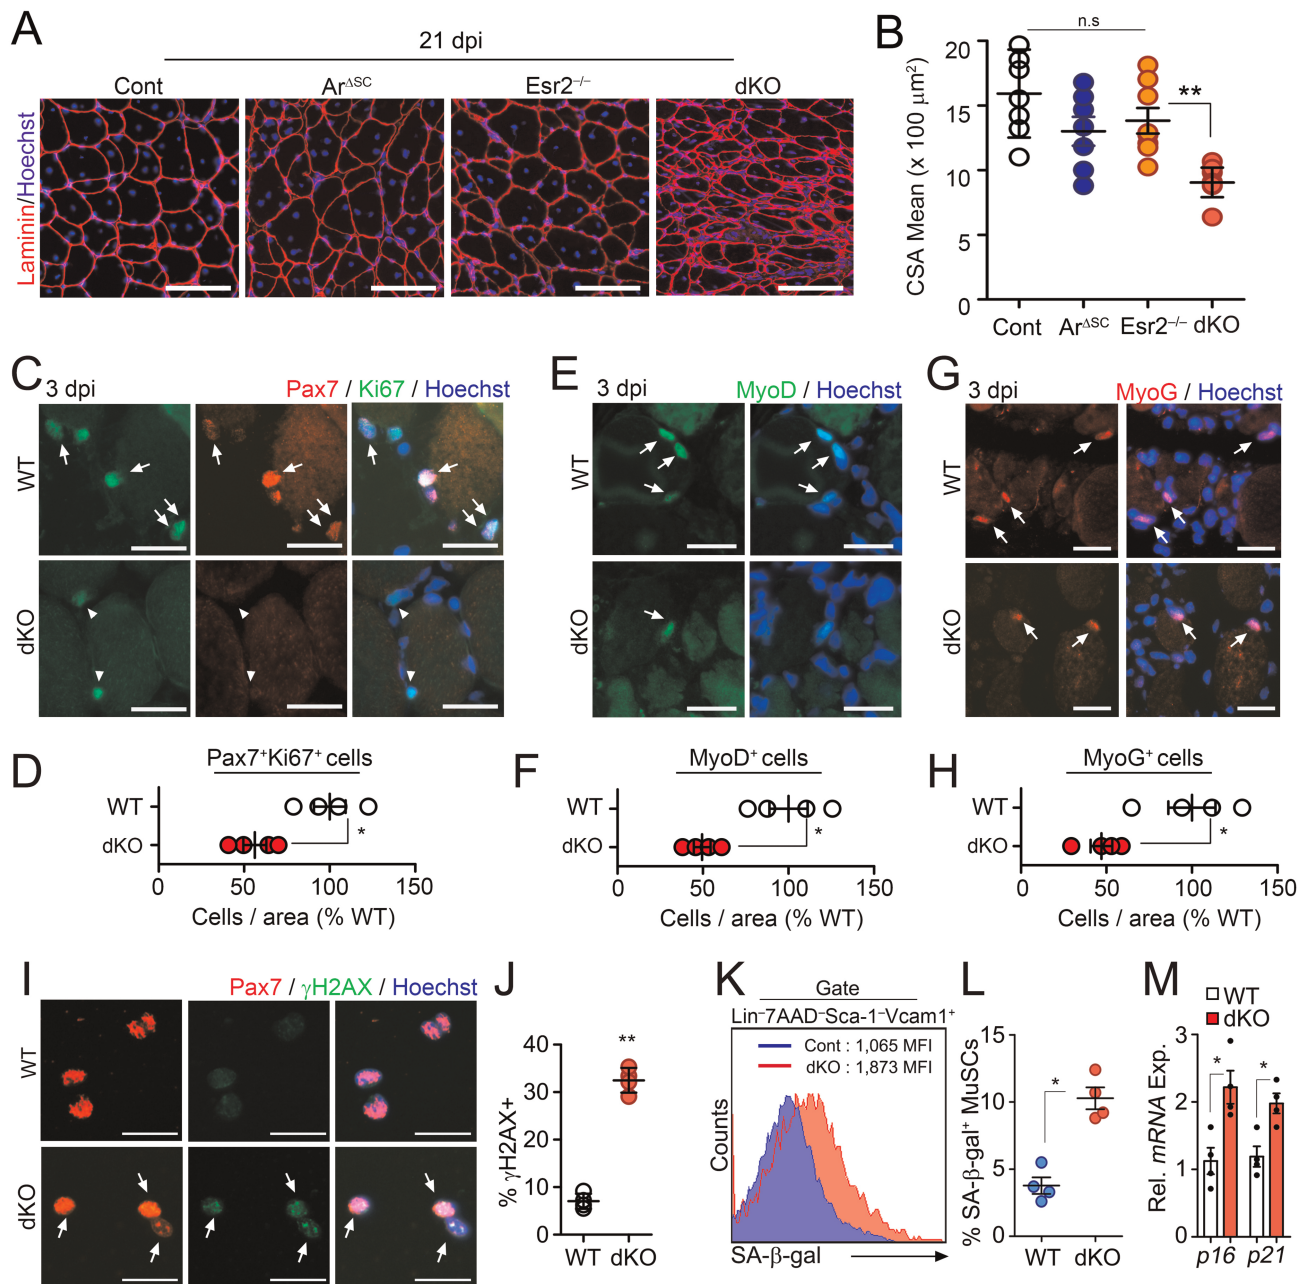 A
21 dpi
Cont
Ar^ΔSC
Esr2^–/–
dKO
Laminin/Hoechst
B
n.s
**
CSA Mean (x 100 μm²)
20
15
10
5
0
Cont
Ar^ΔSC
Esr2^–/–
dKO
C
3 dpi
Pax7 / Ki67 / Hoechst
WT
dKO
E
3 dpi
MyoD / Hoechst
WT
dKO
G
3 dpi
MyoG / Hoechst
WT
dKO
D
Pax7⁺Ki67⁺ cells
WT
dKO
*
0 50 100 150
Cells / area (% WT)
F
MyoD⁺ cells
WT
dKO
*
0 50 100 150
Cells / area (% WT)
H
MyoG⁺ cells
WT
dKO
*
0 50 100 150
Cells / area (% WT)
I
Pax7 / γH2AX / Hoechst
WT
dKO
J
% γH2AX+
40
30
20
10
0
**
WT dKO
K
Gate
Lin⁻7AAD⁻Sca-1⁻Vcam1⁺
Cont : 1,065 MFI
dKO : 1,873 MFI
Counts
SA-β-gal
L
% SA-β-gal⁺ MuSCs
15
10
5
0
*
WT dKO
M
WT
dKO
Rel. mRNA Exp.
3
2
1
0
*
*
p16 p21